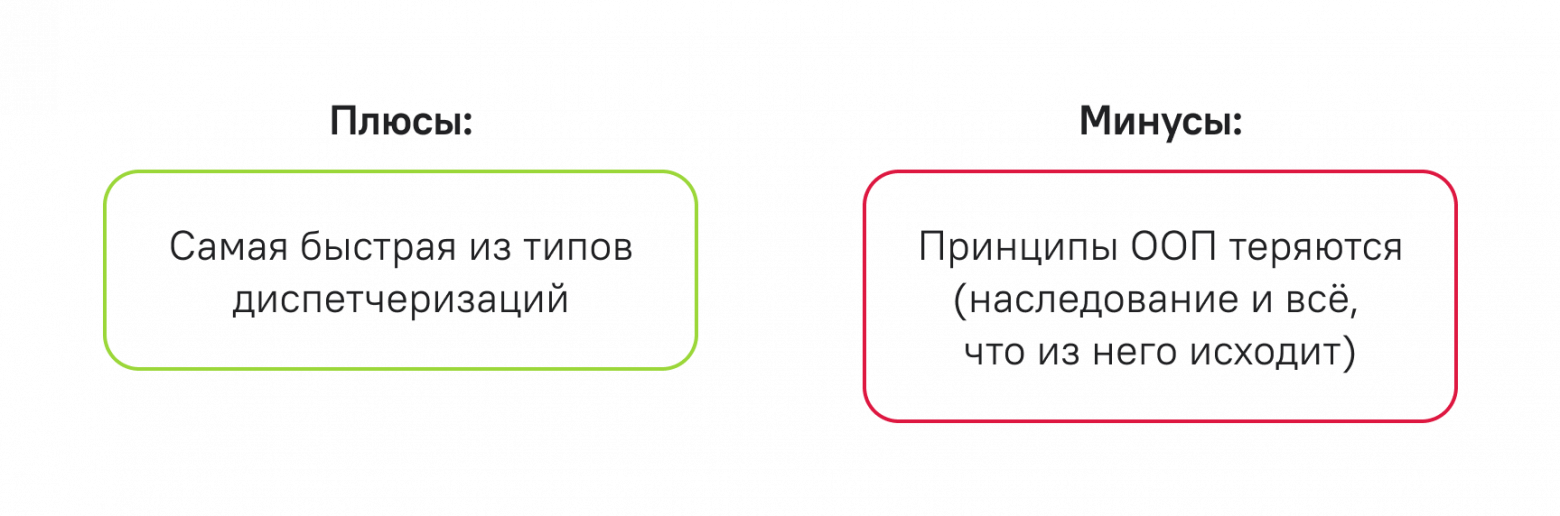 Плюсы:
Самая быстрая из типов
диспетчеризаций
Минусы:
Принципы ООП теряются
(наследование и всё,
что из него исходит)